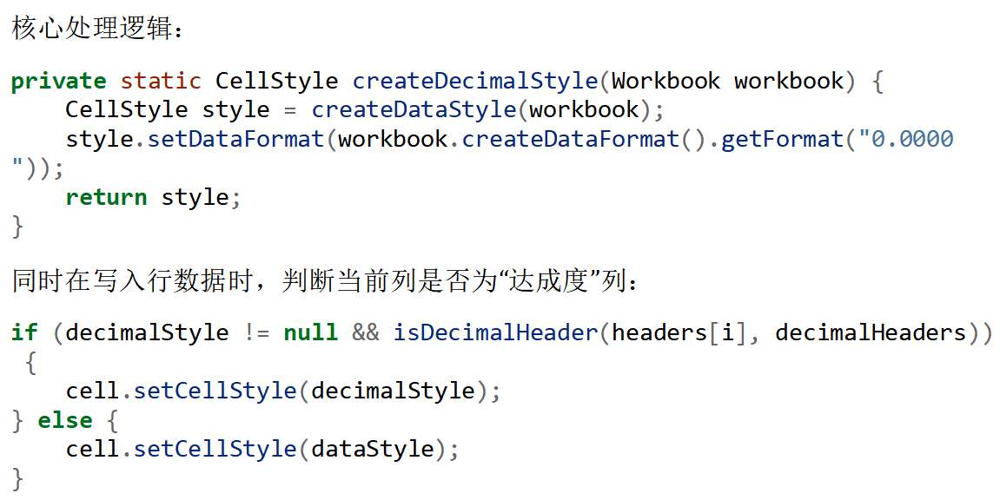 核心处理逻辑：
private static CellStyle createDecimalStyle(Workbook workbook) {
    CellStyle style = createDataStyle(workbook);
    style.setDataFormat(workbook.createDataFormat().getFormat("0.0000
"));
    return style;
}
同时在写入行数据时，判断当前列是否为“达成度”列：
if (decimalStyle != null && isDecimalHeader(headers[i], decimalHeaders))
 {
    cell.setCellStyle(decimalStyle);
} else {
    cell.setCellStyle(dataStyle);
}